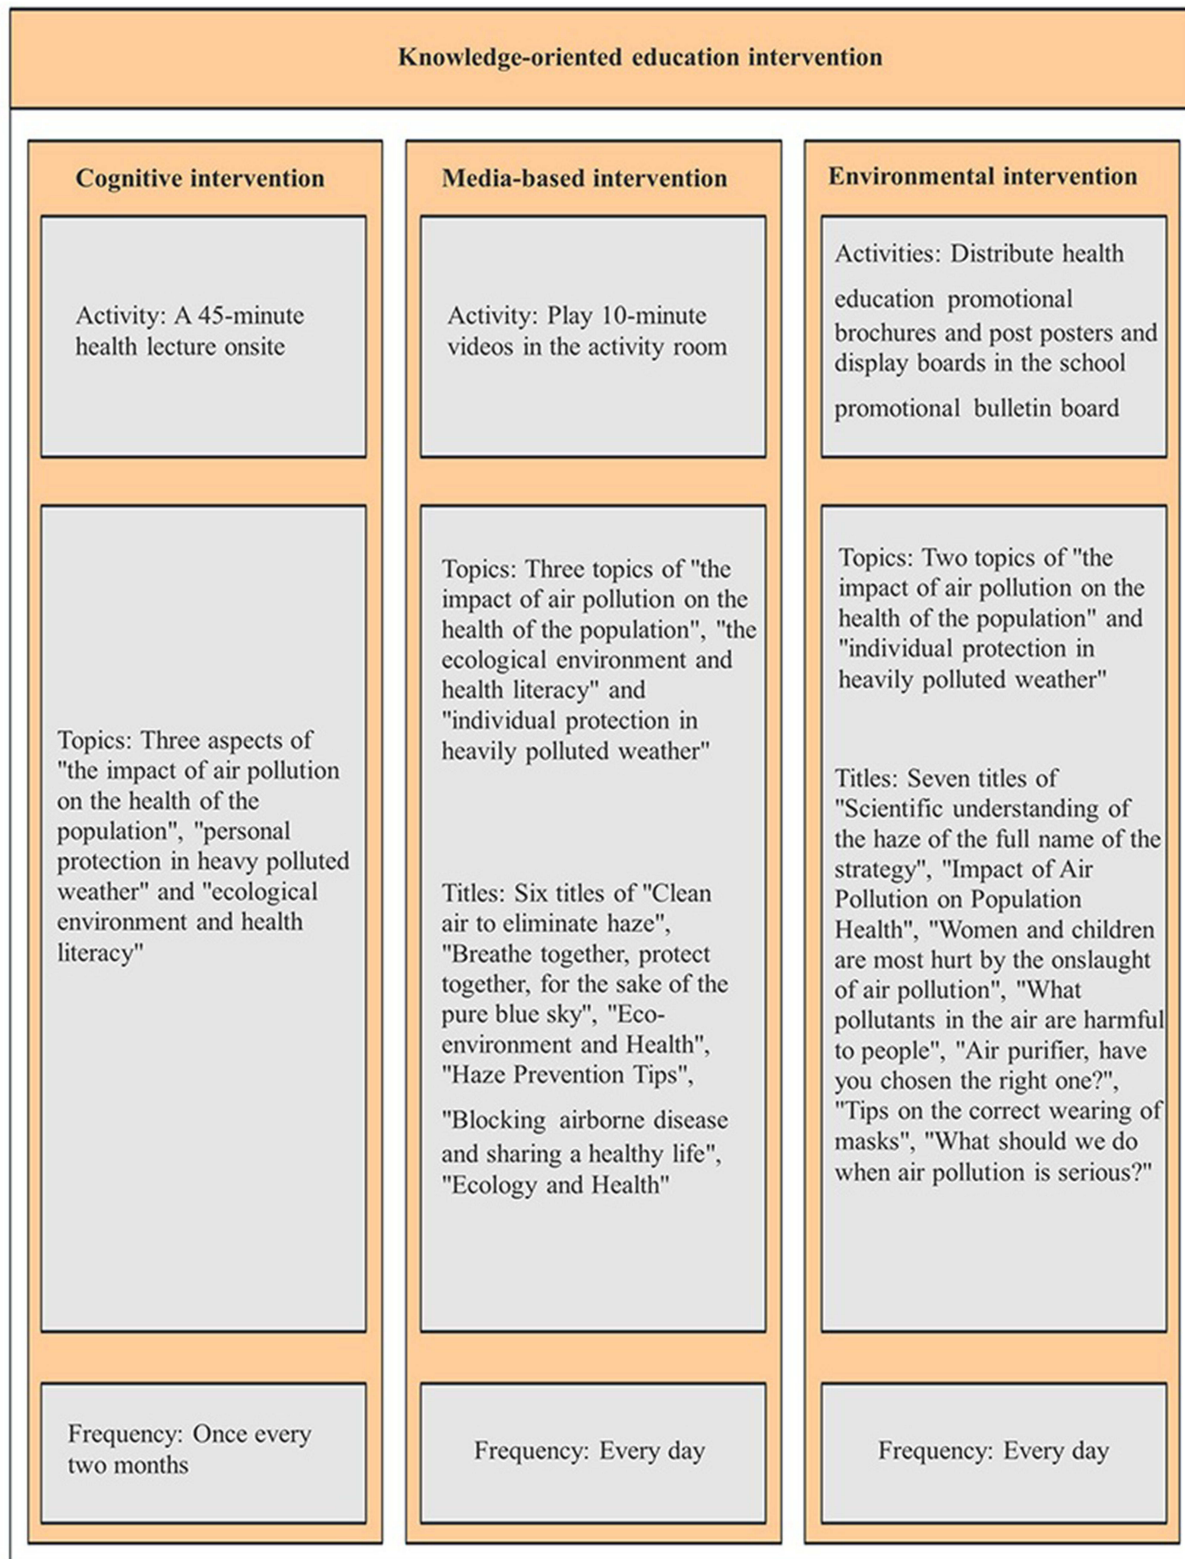 Knowledge-oriented education intervention
Cognitive intervention
Activity: A 45-minute
health lecture onsite
Topics: Three aspects of
"the impact of air pollution
on the health of the
population", "personal
protection in heavy polluted
weather" and "ecological
environment and health
literacy"
Frequency: Once every
two months
Media-based intervention
Activity: Play 10-minute
videos in the activity room
Topics: Three topics of "the
impact of air pollution on the
health of the population", "the
ecological environment and
health literacy" and
"individual protection in
heavily polluted weather"
Titles: Six titles of "Clean
air to eliminate haze",
"Breathe together, protect
together, for the sake of the
pure blue sky", "Eco-
environment and Health",
"Haze Prevention Tips",
"Blocking airborne disease
and sharing a healthy life",
"Ecology and Health"
Frequency: Every day
Environmental intervention
Activities: Distribute health
education promotional
brochures and post posters and
display boards in the school
promotional bulletin board
Topics: Two topics of "the
impact of air pollution on the
health of the population" and
"individual protection in
heavily polluted weather"
Titles: Seven titles of
"Scientific understanding of
the haze of the full name of the
strategy", "Impact of Air
Pollution on Population
Health", "Women and children
are most hurt by the onslaught
of air pollution", "What
pollutants in the air are harmful
to people", "Air purifier, have
you chosen the right one?",
"Tips on the correct wearing of
masks", "What should we do
when air pollution is serious?"
Frequency: Every day